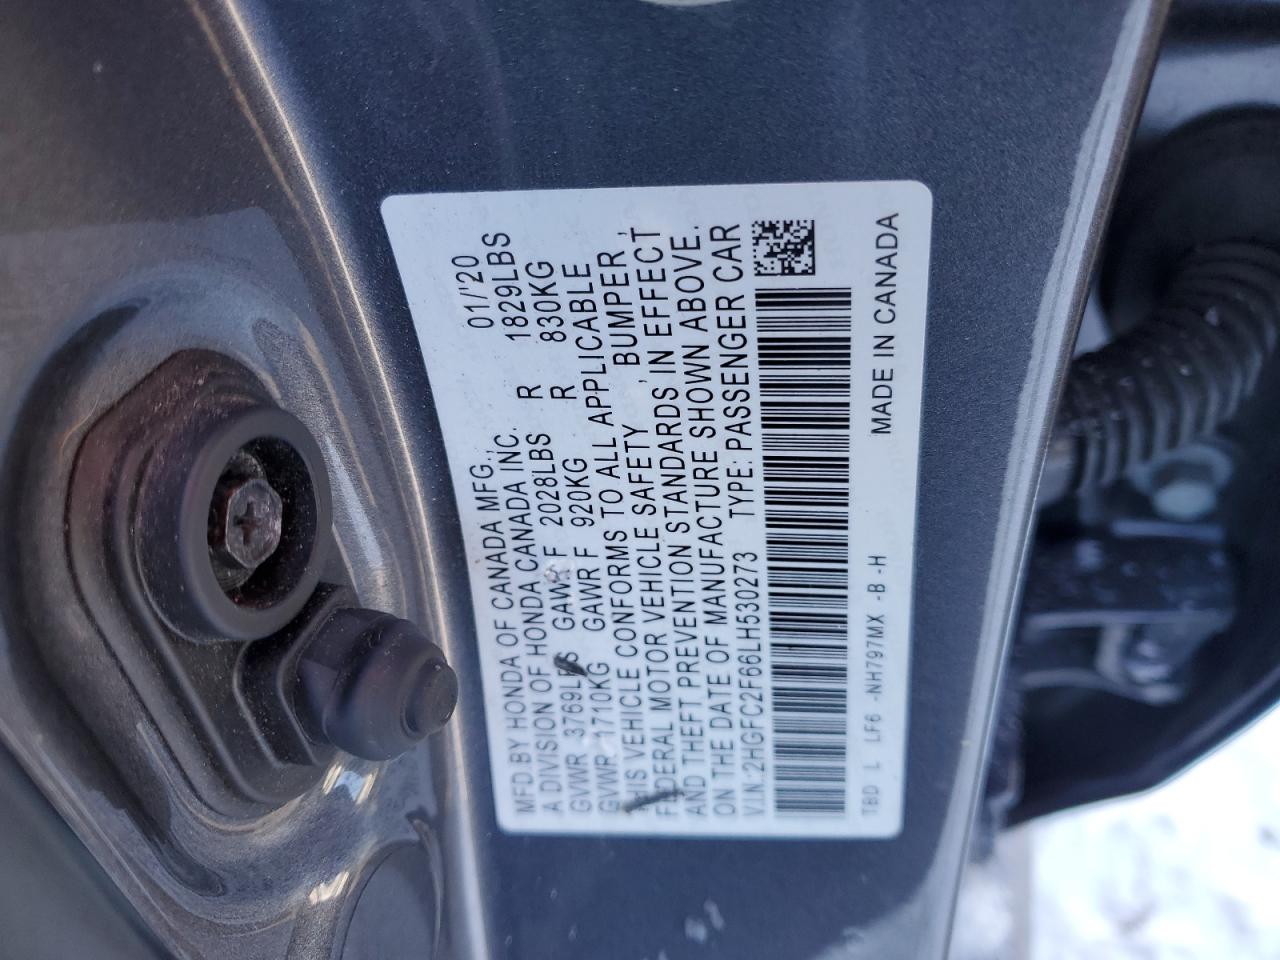 MFD BY HONDA OF CANADA MFG., 01/'20
A DIVISION OF HONDA CANADA INC.
GVWR 3769LBS GAWR F 2028LBS R 1829LBS
GVWR 1710KG GAWR F 920KG R 830KG
THIS VEHICLE CONFORMS TO ALL APPLICABLE
FEDERAL MOTOR VEHICLE SAFETY, BUMPER,
AND THEFT PREVENTION STANDARDS IN EFFECT
ON THE DATE OF MANUFACTURE SHOWN ABOVE.
V.I.N.:2HGFC2F66LH530273 TYPE: PASSENGER CAR
TBD L LF6 -NH797MX -B -H MADE IN CANADA